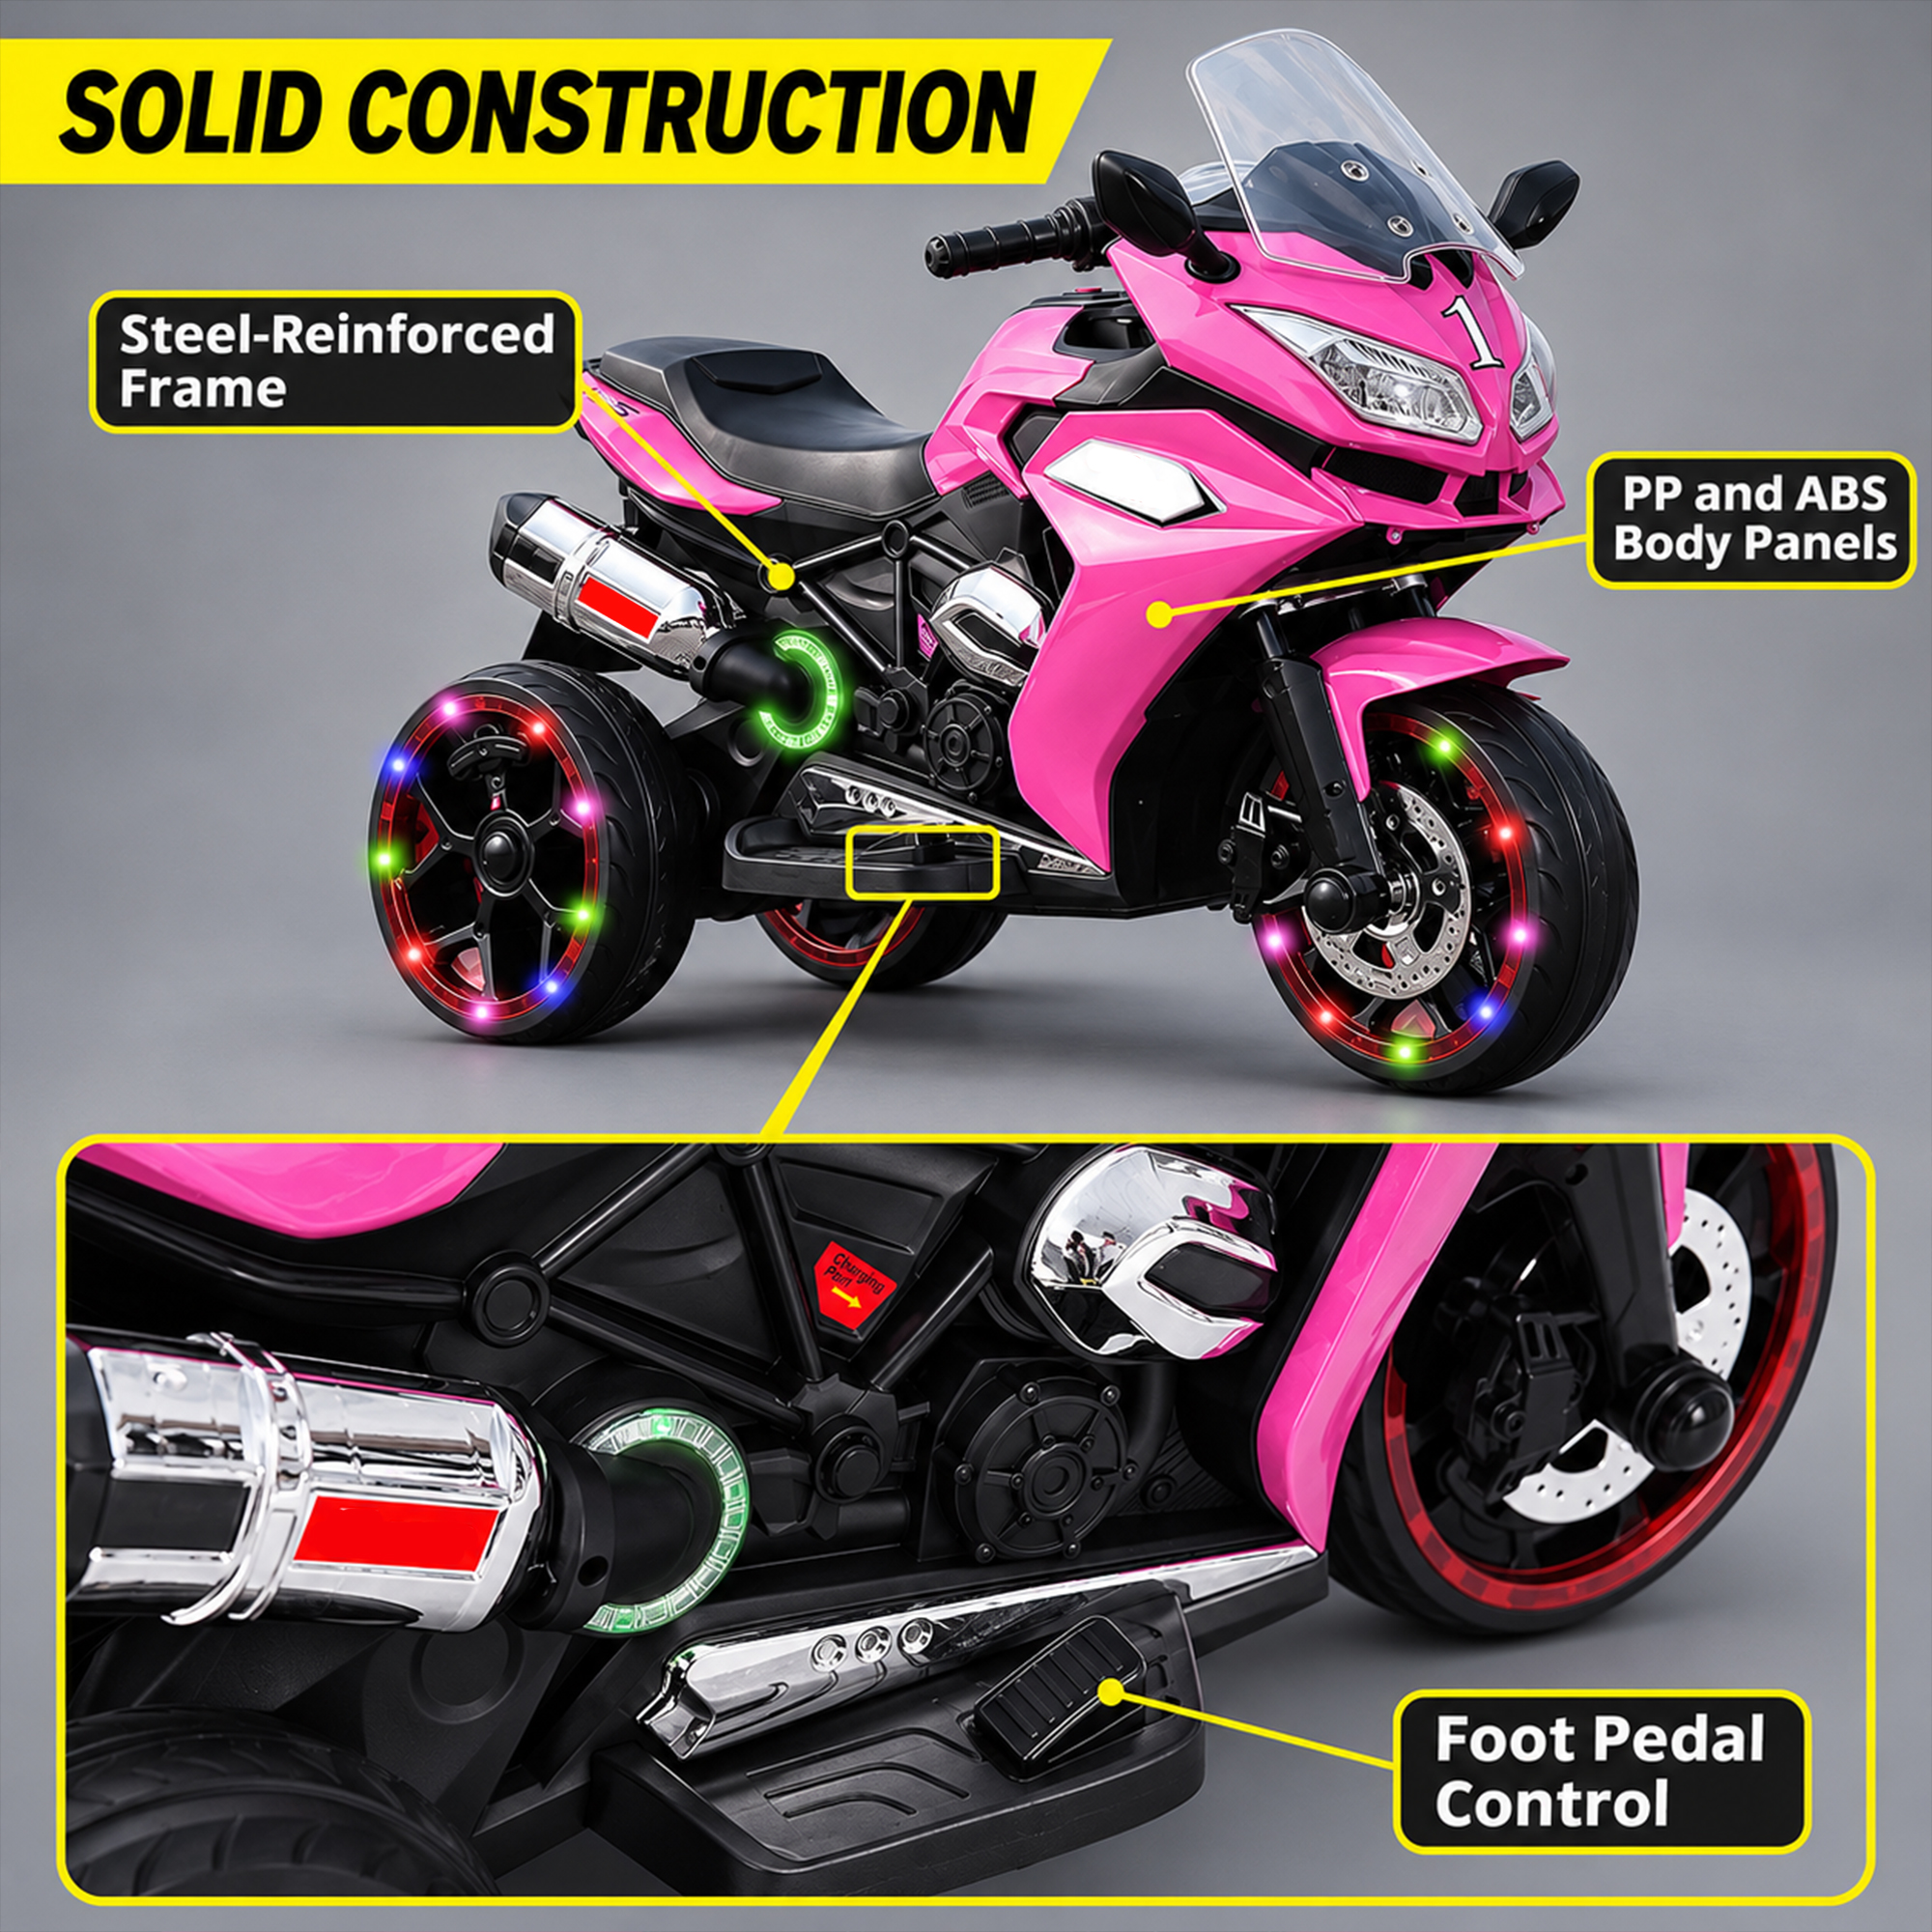 SOLID CONSTRUCTION
1
Steel-Reinforced
Frame
PP and ABS
Body Panels
Charging
Port
Foot Pedal
Control